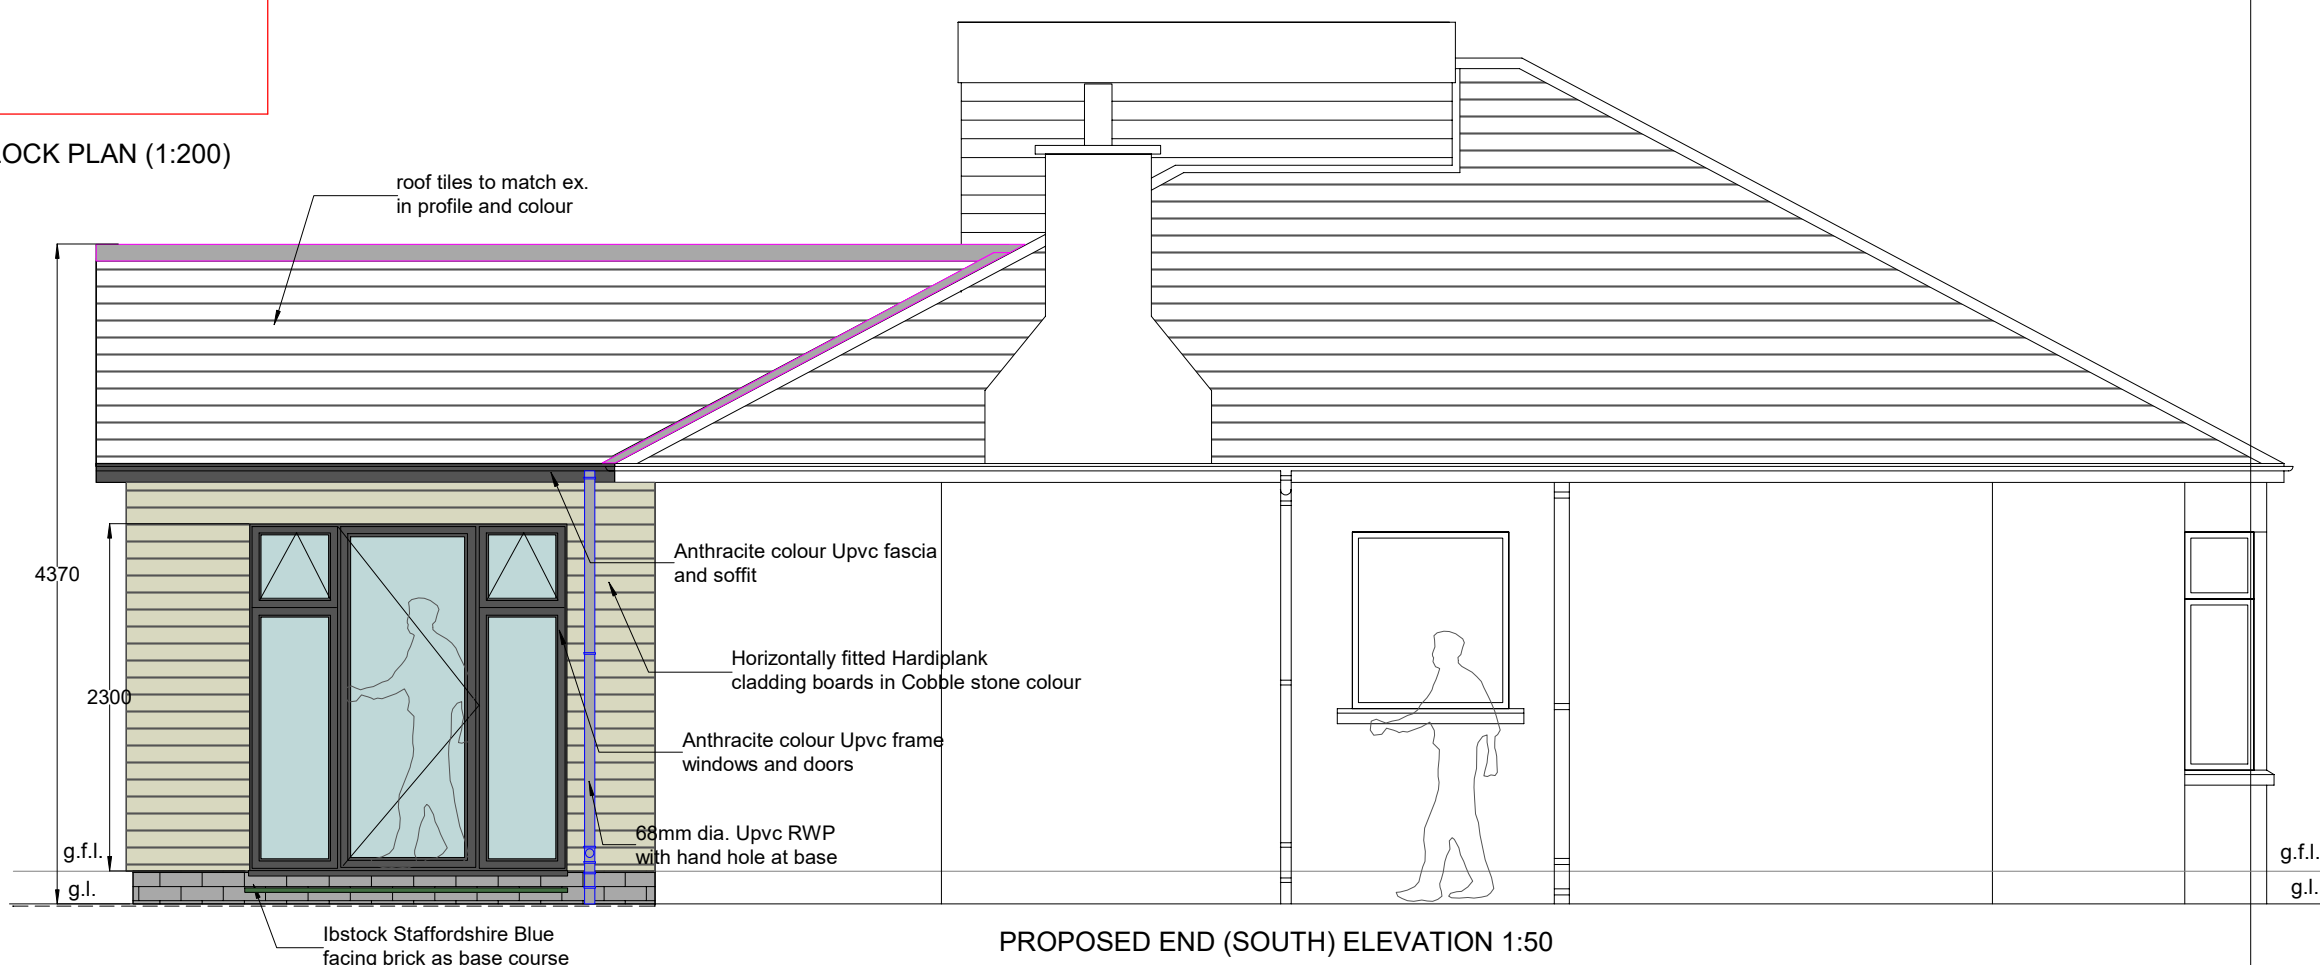 OCK PLAN (1:200)
roof tiles to match ex.
in profile and colour
4370
2300
Anthracite colour Upvc fascia
and soffit
Horizontally fitted Hardiplank
cladding boards in Cobble stone colour
Anthracite colour Upvc frame
windows and doors
68mm dia. Upvc RWP
with hand hole at base
g.f.l.
g.l.
g.f.l.
g.l.
Ibstock Staffordshire Blue
facing brick as base course
PROPOSED END (SOUTH) ELEVATION 1:50